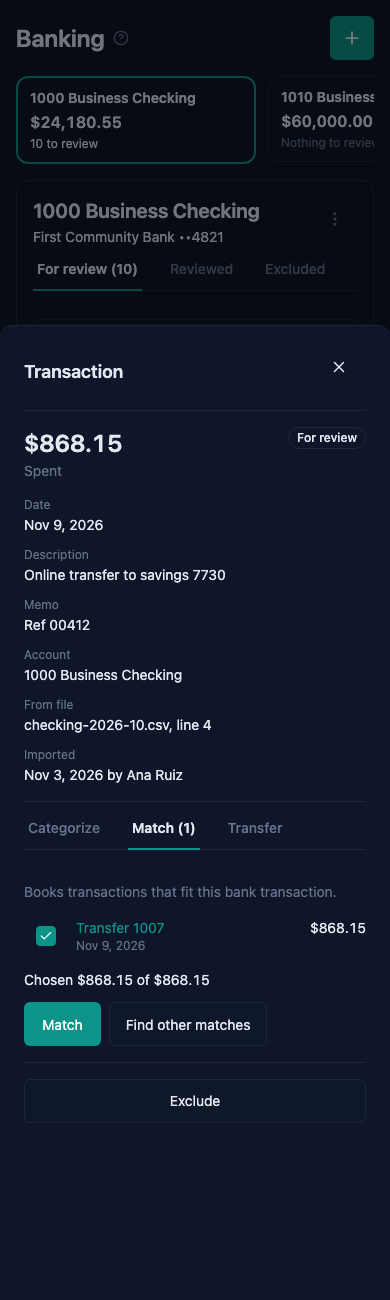 Banking
1000 Business Checking
$24,180.55
10 to review
1010 Business
$60,000.00
Nothing to review
1000 Business Checking
First Community Bank ••4821
For review (10)
Reviewed
Excluded
Transaction
$868.15
For review
Spent
Date
Nov 9, 2026
Description
Online transfer to savings 7730
Memo
Ref 00412
Account
1000 Business Checking
From file
checking-2026-10.csv, line 4
Imported
Nov 3, 2026 by Ana Ruiz
Categorize
Match (1)
Transfer
Books transactions that fit this bank transaction.
Transfer 1007
$868.15
Nov 9, 2026
Chosen $868.15 of $868.15
Match
Find other matches
Exclude